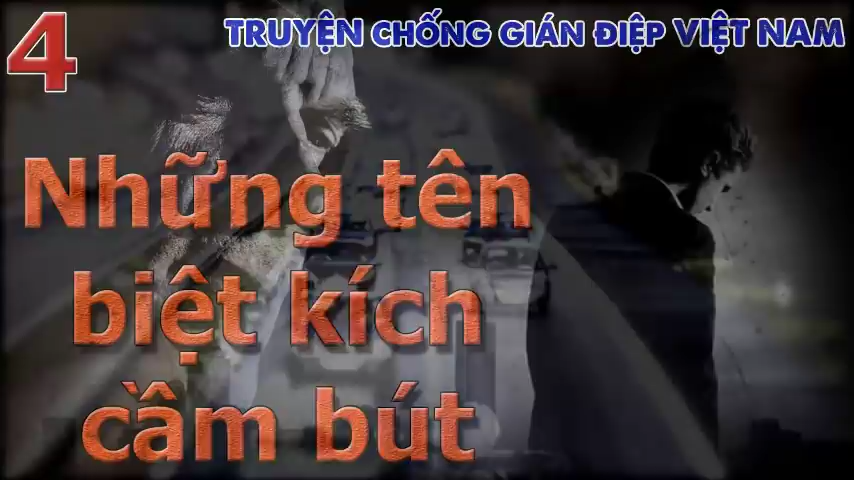 4
TRUYỆN CHỐNG GIÁN ĐIỆP VIỆT NAM
Những tên
biệt kích
cầm bút